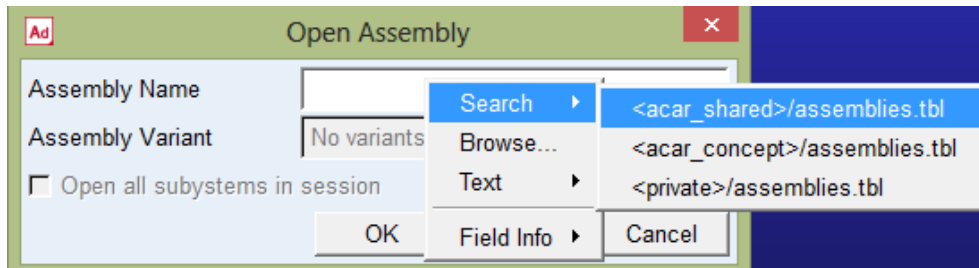 Ad Open Assembly ×
Assembly Name
Search <acar_shared>/assemblies.tbl
Assembly Variant No variants Browse... <acar_concept>/assemblies.tbl
Open all subystems in session Text <private>/assemblies.tbl
OK Field Info Cancel